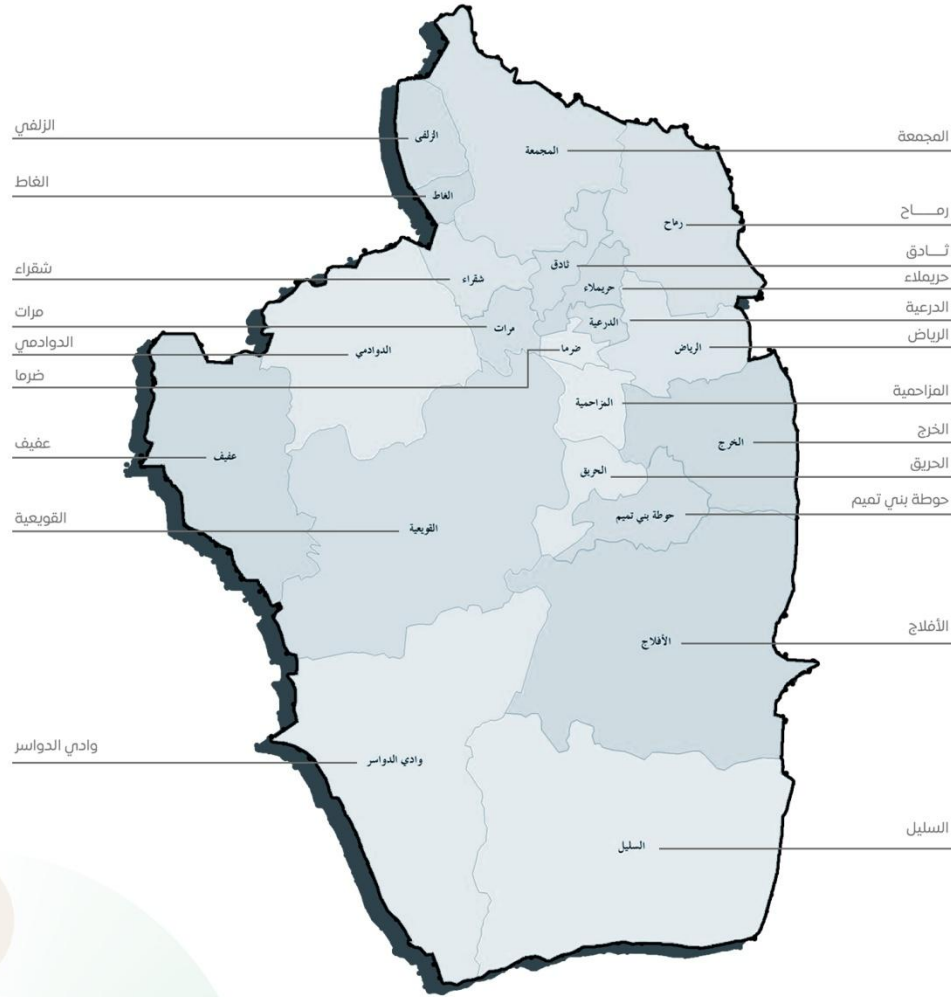 الزلفي
المجمعة
الزلفى
المجمعة
الغاط
الغاط
رمـــاح
رماح
ثـــادق
ثادق
شقراء
شقراء
حريملاء
حريملاء
مرات
مرات
الدرعية
الدرعية
الدوادمي
الدوادمي
الرياض
الرياض
ضرما
ضرما
المزاحمية
المزاحمية
عفيف
عفيف
الخرج
الخرج
الحريق
الحريق
حوطة بني تميم
حوطة بني تميم
القويعية
القويعية
الأفلاج
الأفلاج
وادي الدواسر
وادي الدواسر
السليل
السليل